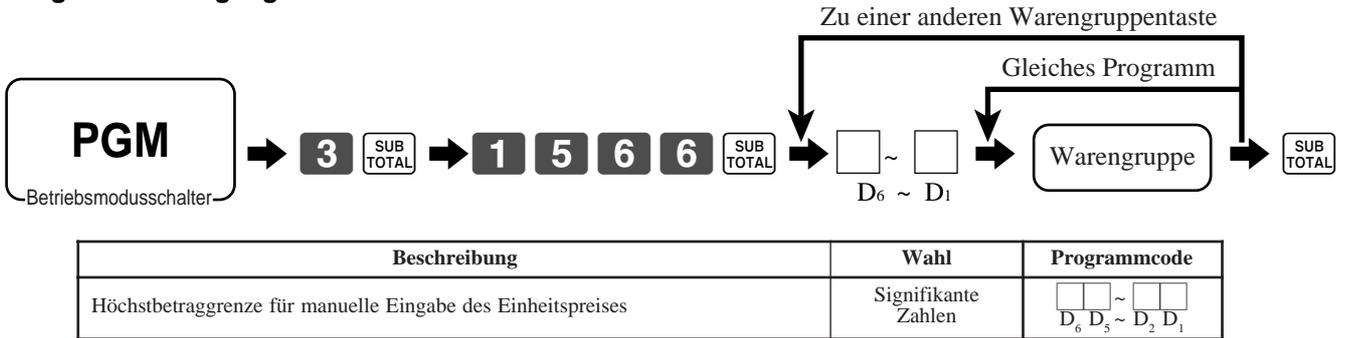 Zu einer anderen Warengruppentaste
Gleiches Programm
PGM
Betriebsmodusschalter
3 SUB TOTAL 1 5 6 6 SUB TOTAL ~ Warengruppe SUB TOTAL
D6 ~ D1
Beschreibung Wahl Programmcode
Höchstbetraggrenze für manuelle Eingabe des Einheitspreises Signifikante Zahlen ~
D6 D5 ~ D2 D1